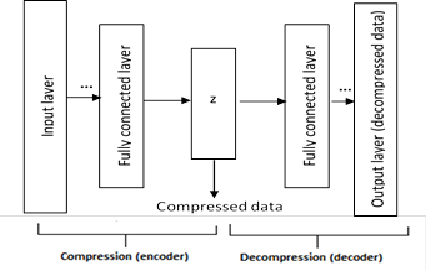 Input layer
...
Fully connected layer
z
Fully connected layer
...
Output layer (decompressed data)
Compressed data
Compression (encoder)
Decompression (decoder)